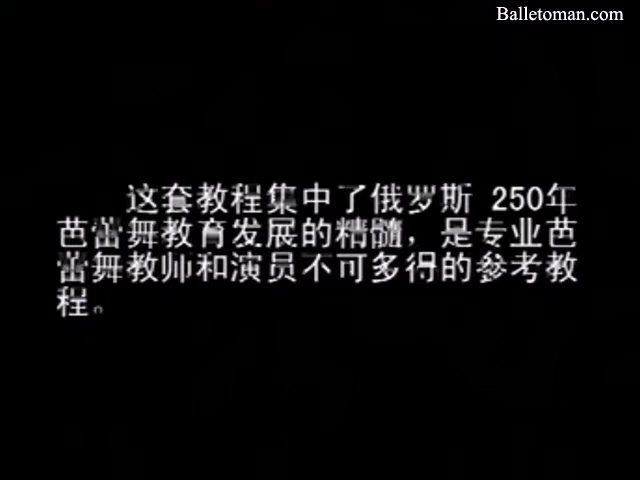 Balletoman.com
这套教程集中了俄罗斯 250年
芭蕾舞教育发展的精髓，是专业芭
蕾舞教师和演员不可多得的参考教
程。